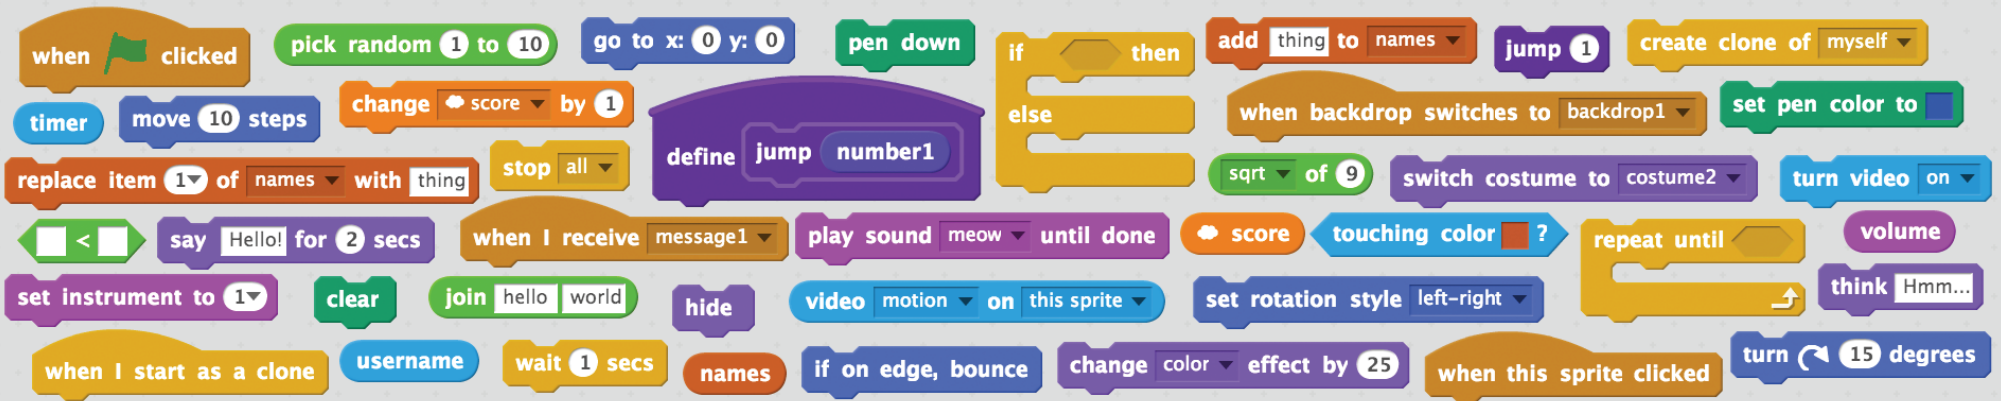 when clicked
pick random 1 to 10
go to x: 0 y: 0
pen down
if then
else
add thing to names
jump 1
create clone of myself
timer
move 10 steps
change score by 1
define jump number1
when backdrop switches to backdrop1
set pen color to
replace item 1 of names with thing
stop all
sqrt of 9
switch costume to costume2
turn video on
<
say Hello! for 2 secs
when I receive message1
play sound meow until done
score
touching color ?
repeat until
volume
set instrument to 1
clear
join hello world
hide
video motion on this sprite
set rotation style left-right
think Hmm...
when I start as a clone
username
wait 1 secs
names
if on edge, bounce
change color effect by 25
when this sprite clicked
turn 15 degrees